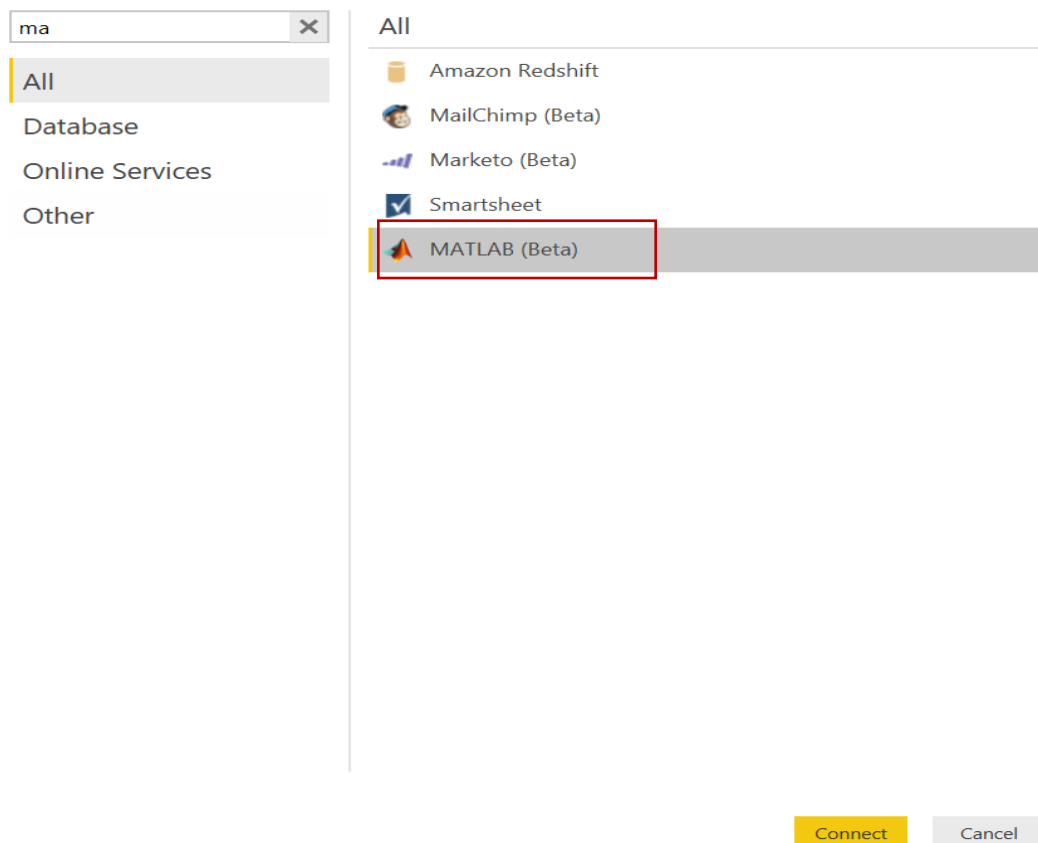 ma
All
Database
Online Services
Other
All
Amazon Redshift
MailChimp (Beta)
Marketo (Beta)
Smartsheet
MATLAB (Beta)
Connect
Cancel